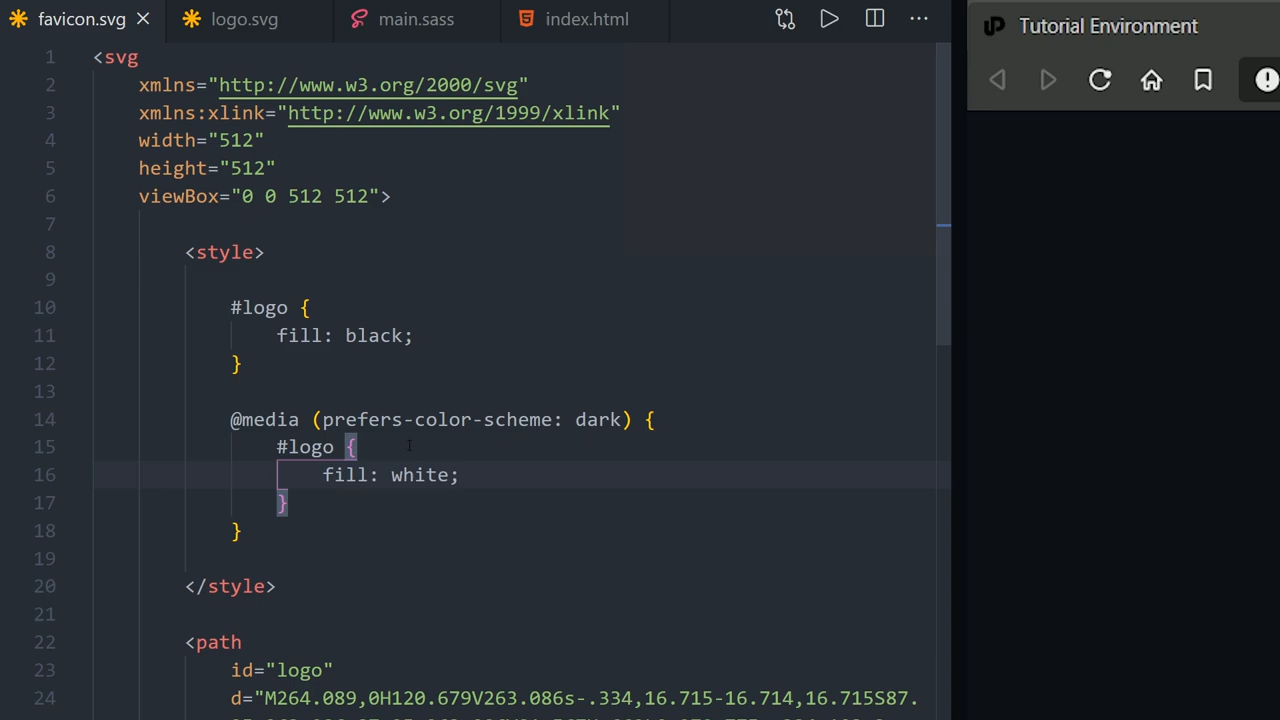 favicon.svg
logo.svg
main.sass
index.html
Tutorial Environment
1 <svg
2 xmlns="http://www.w3.org/2000/svg"
3 xmlns:xlink="http://www.w3.org/1999/xlink"
4 width="512"
5 height="512"
6 viewBox="0 0 512 512">
7
8 <style>
9
10 #logo {
11 fill: black;
12 }
13
14 @media (prefers-color-scheme: dark) {
15 #logo {
16 fill: white;
17 }
18 }
19
20 </style>
21
22 <path
23 id="logo"
24 d="M264.089,0H120.679V263.086s-.334,16.715-16.714,16.715S87.